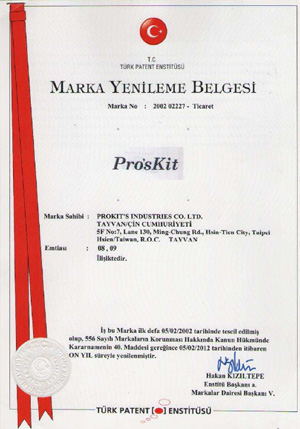 T.C
TÜRK PATENT ENSTİTÜSÜ
MARKA YENİLEME BELGESİ
Marka No : 2002 02227 - Ticaret
Pro'sKit
Marka Sahibi : PROKIT'S INDUSTRIES CO. LTD.
TAYVAN/ÇİN CUMHURİYETİ
5F No:7, Lane 130, Ming-Chung Rd., Hsin-Tien City, Taipei
Hsien/Taiwan, R.O.C. TAYVAN
Emtiası : 08 , 09
İlişiktedir.
İş bu Marka ilk defa 05/02/2002 tarihinde tescil edilmiş
olup, 556 Sayılı Markaların Korunması Hakkında Kanun Hükmünde
Kararnamenin 40. Maddesi gereğince 05/02/2012 tarihinden itibaren
ON YIL süreyle yenilenmiştir.
Hakan KIZILTEPE
Enstitü Başkanı a.
Markalar Dairesi Başkanı V.
TÜRK PATENT ENSTİTÜSÜ